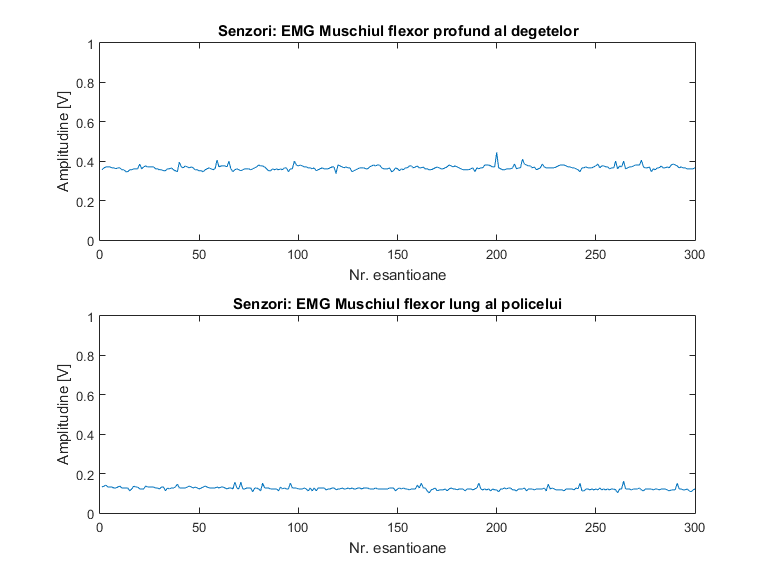 Senzori: EMG Muschiul flexor profund al degetelor
1
0.8
0.6
0.4
0.2
0
Amplitudine [V]
0 50 100 150 200 250 300
Nr. esantioane
Senzori: EMG Muschiul flexor lung al policelui
1
0.8
0.6
0.4
0.2
0
Amplitudine [V]
0 50 100 150 200 250 300
Nr. esantioane